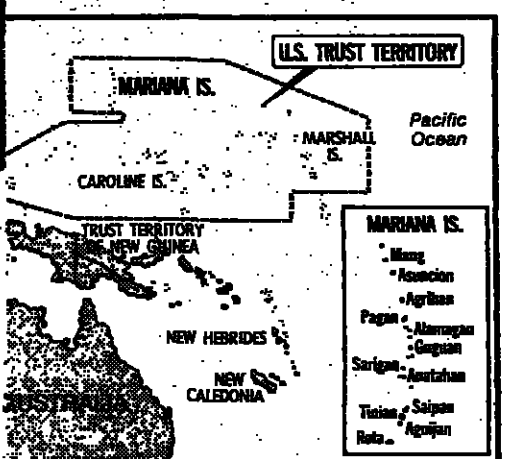 U.S. TRUST TERRITORY
MARIANA IS.
Pacific
Ocean
MARSHALL
IS.
CAROLINE IS.
TRUST TERRITORY
OF NEW GUINEA
NEW HEBRIDES
NEW
CALEDONIA
AUSTRALIA
MARIANA IS.
Maug
Asuncion
Agrihan
Pagan
Alamagan
Guguan
Sarigan
Anatahan
Tinian
Saipan
Aguijan
Rota